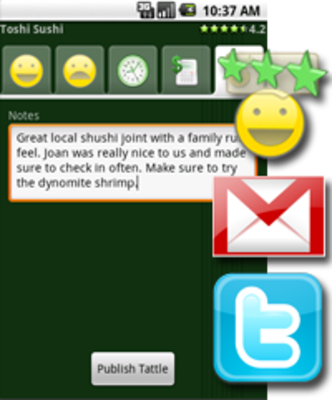 10:37 AM
Toshi Sushi 4.2
Notes
Great local shushi joint with a family ru
feel. Joan was really nice to us and made
sure to check in often. Make sure to try
the dynomite shrimp.
Publish Tattle